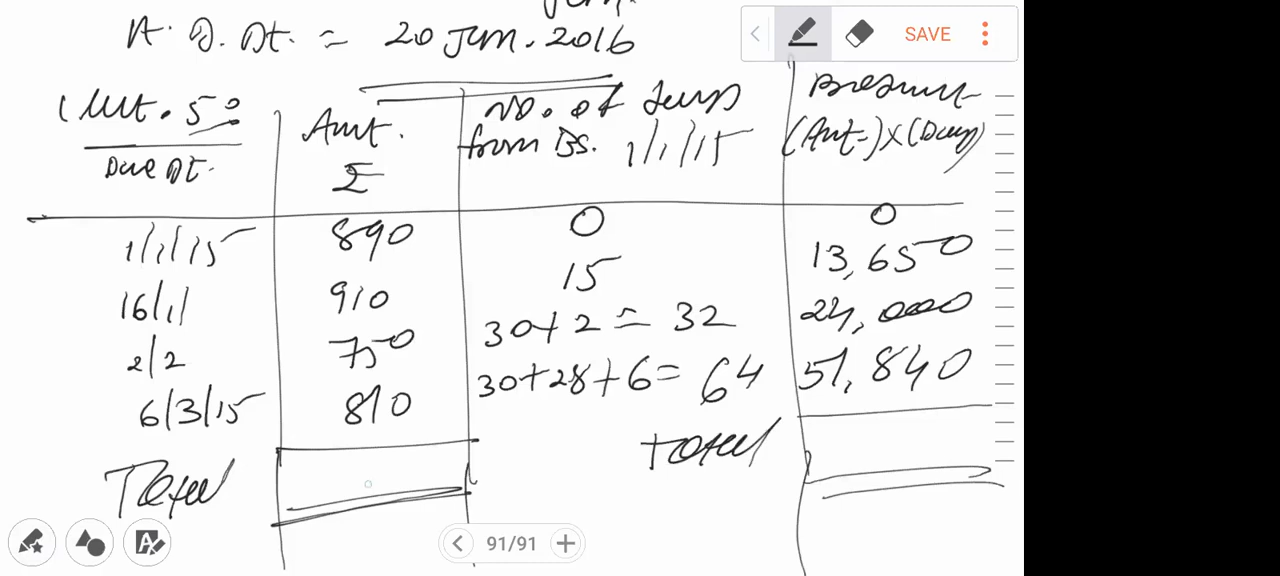 A. D. Dt. = 20 Jun. 2016
SAVE
Illut. 5:
Due Dt.
Amt.
No. of Days
from Bs. 1/1/15
Product
(Amt.) x (Days)
1/1/15 890 0 0
16/1/ 910 15 13,650
2/2 750 30+2 = 32 24,000
6/3/15 810 30+28+6 = 64 51,840
Total Total
91/91